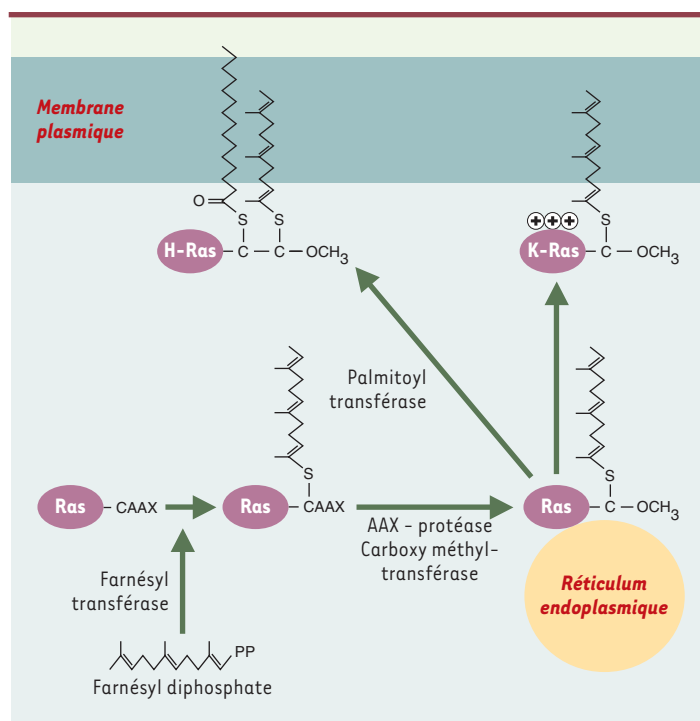 Membrane
plasmique
O
S
S
H-Ras
C
C
OCH3
+ + +
S
K-Ras
C
OCH3
Palmitoyl
transférase
S
Ras
CAAX
S
Ras
CAAX
AAX - protéase
Carboxy méthyl-
transférase
Ras
C
OCH3
Farnésyl
transférase
Réticulum
endoplasmique
PP
Farnésyl diphosphate